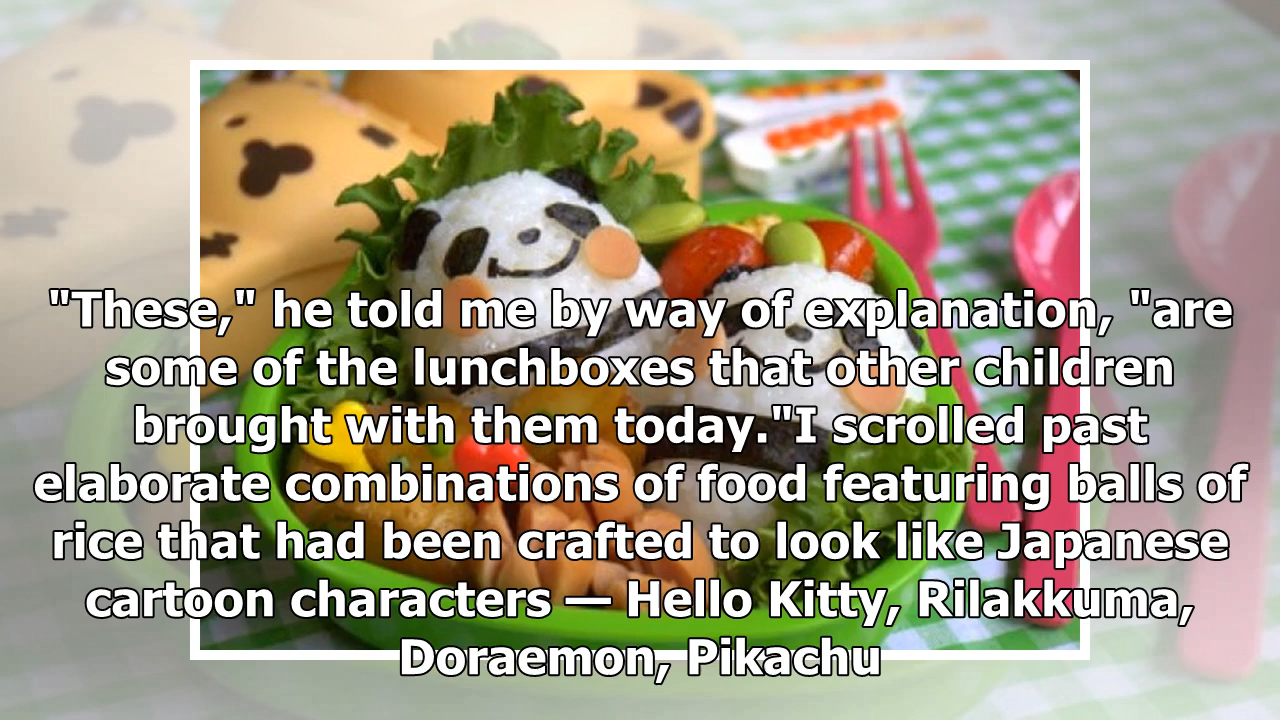 "These," he told me by way of explanation, "are
some of the lunchboxes that other children
brought with them today."I scrolled past
elaborate combinations of food featuring balls of
rice that had been crafted to look like Japanese
cartoon characters — Hello Kitty, Rilakkuma,
Doraemon, Pikachu